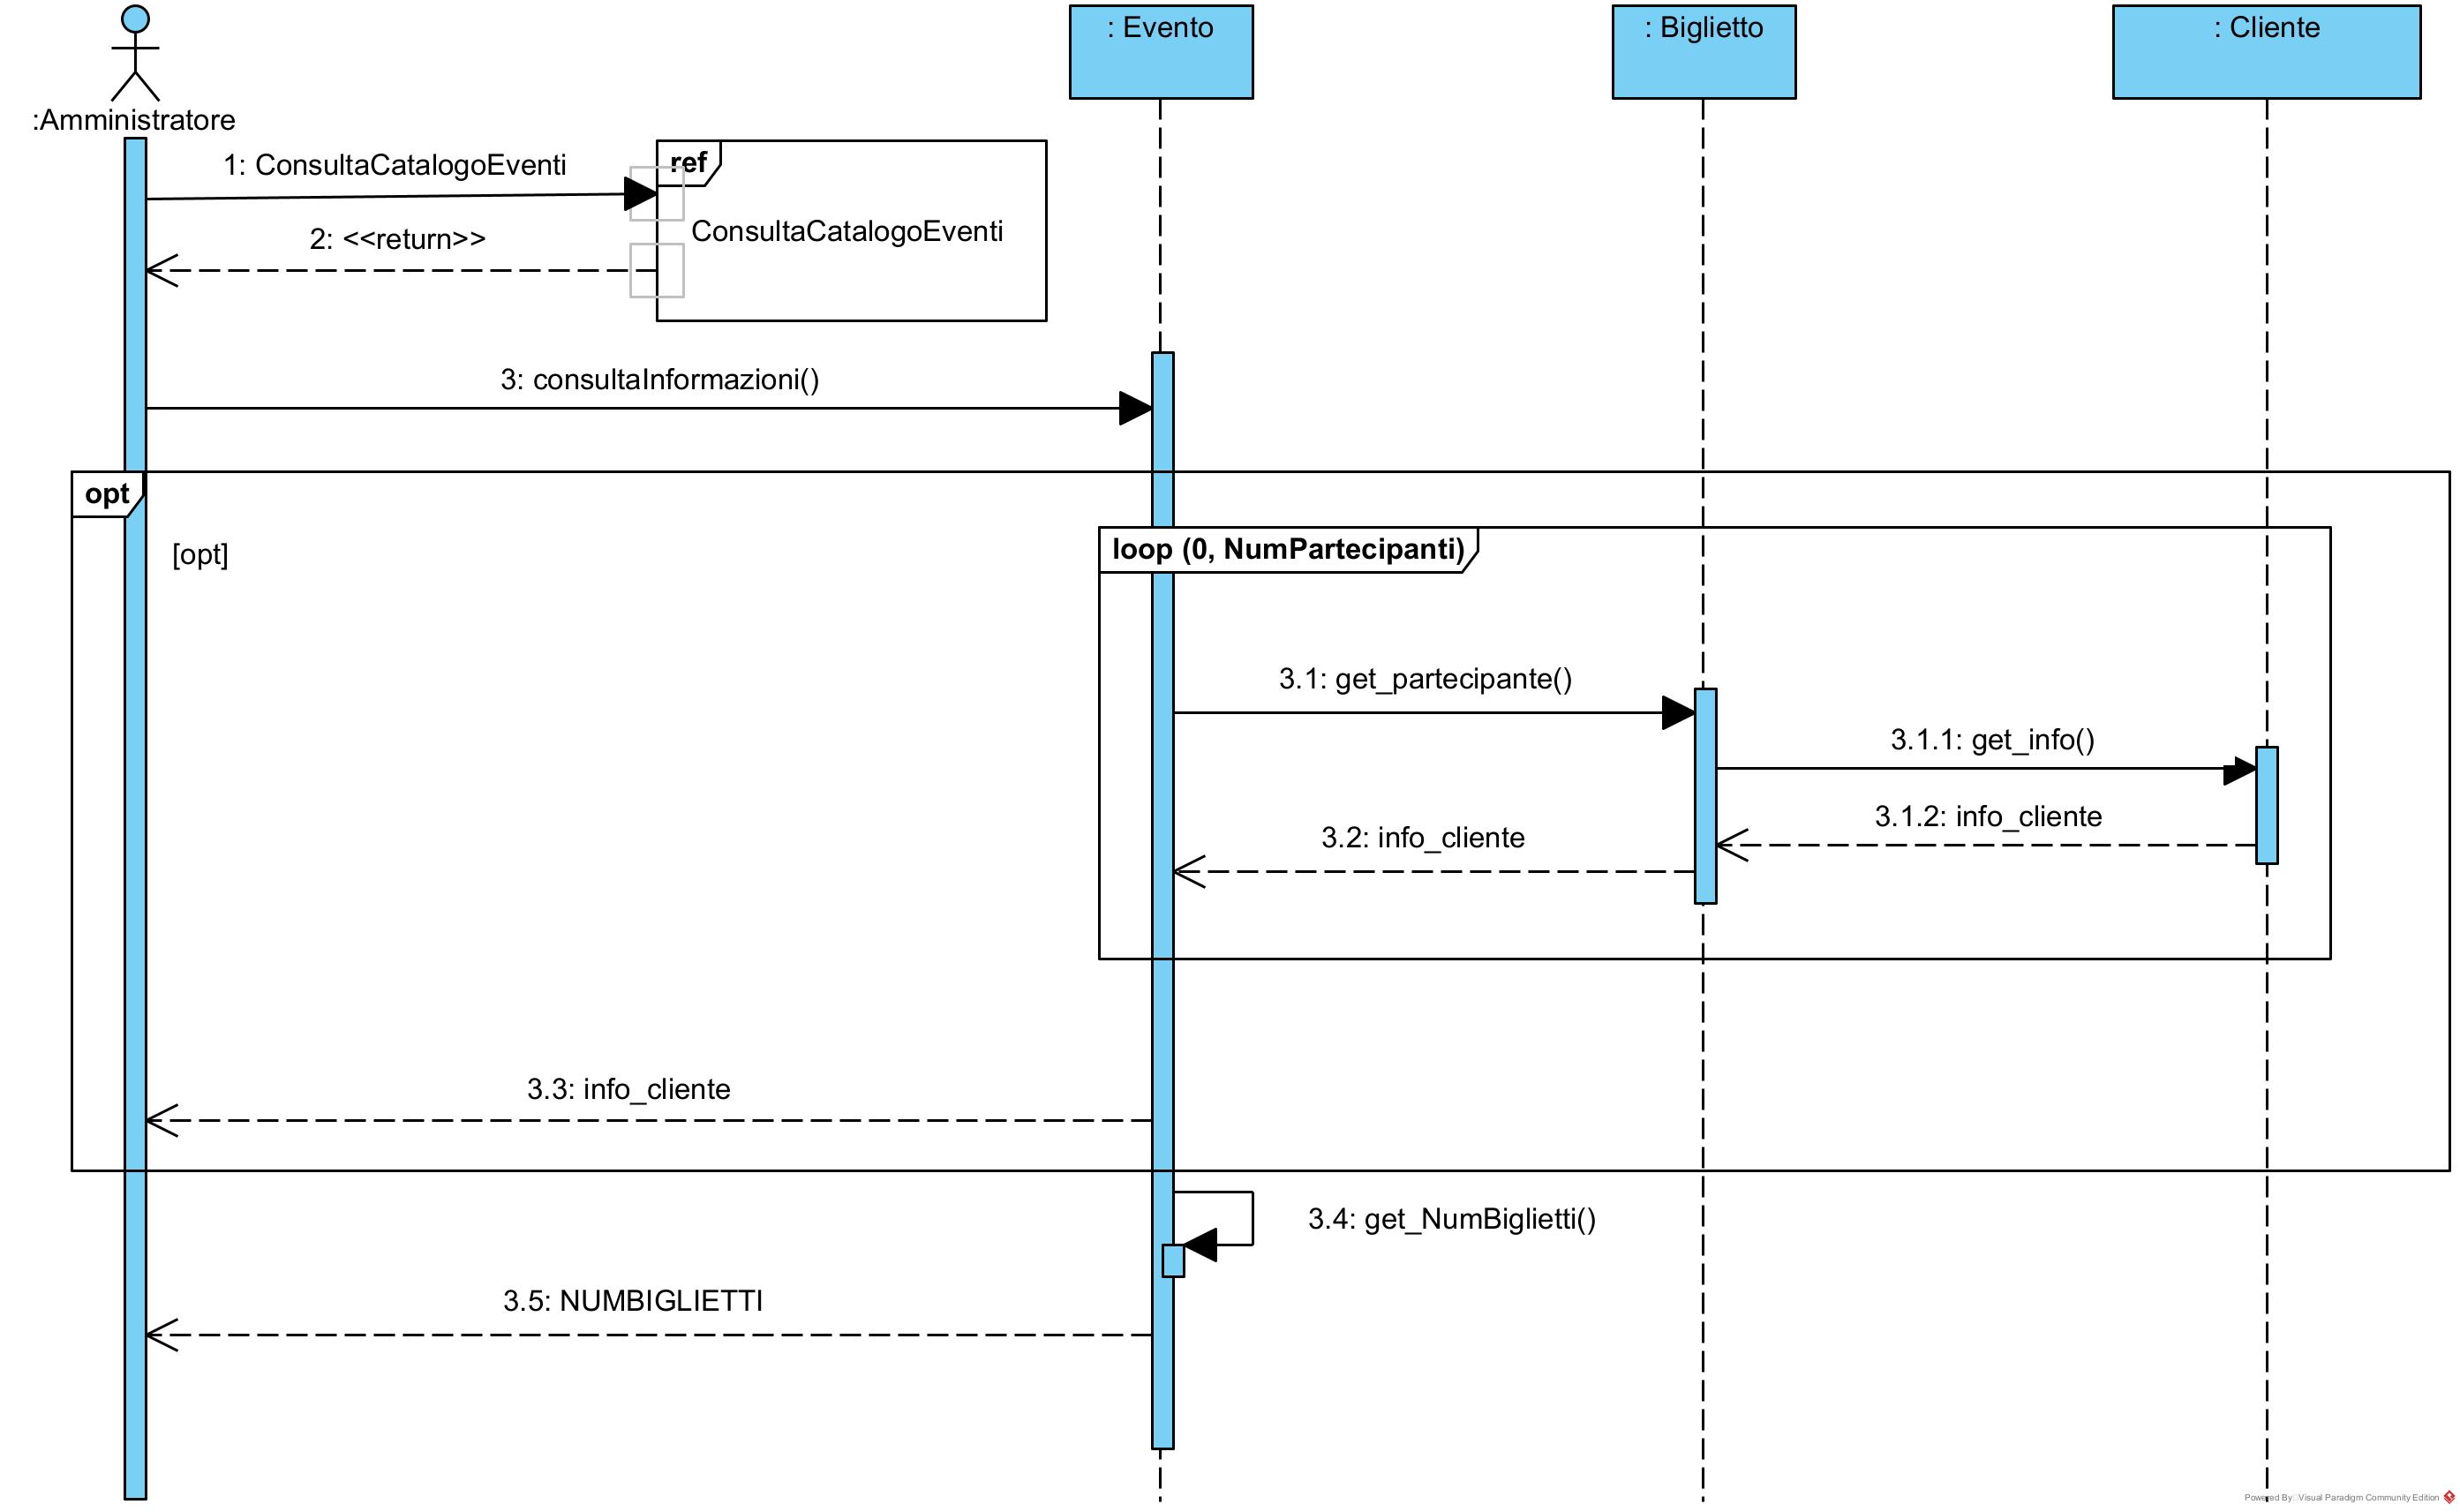 : Evento
: Biglietto
: Cliente
:Amministratore
1: ConsultaCatalogoEventi
ref
ConsultaCatalogoEventi
2: <<return>>
3: consultaInformazioni()
opt
[opt]
loop (0, NumPartecipanti)
3.1: get_partecipante()
3.1.1: get_info()
3.1.2: info_cliente
3.2: info_cliente
3.3: info_cliente
3.4: get_NumBiglietti()
3.5: NUMBIGLIETTI
Powered By: Visual Paradigm Community Edition